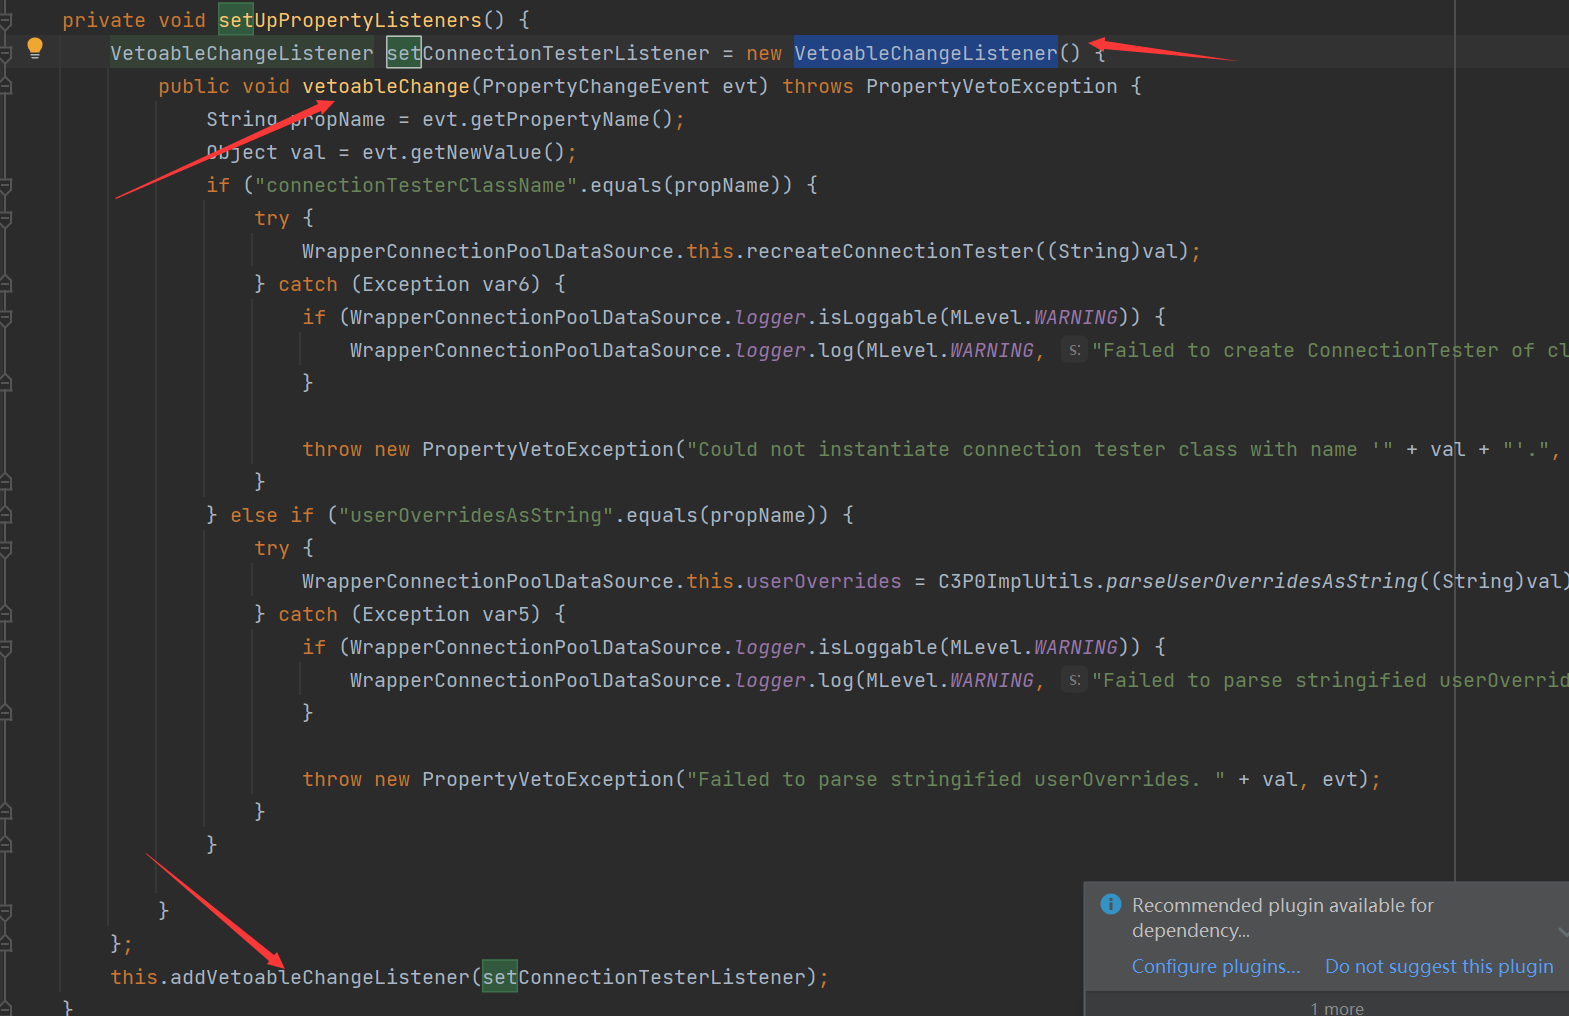 private void setUpPropertyListeners() {
VetoableChangeListener setConnectionTesterListener = new VetoableChangeListener() {
public void vetoableChange(PropertyChangeEvent evt) throws PropertyVetoException {
String propName = evt.getPropertyName();
Object val = evt.getNewValue();
if ("connectionTesterClassName".equals(propName)) {
try {
WrapperConnectionPoolDataSource.this.recreateConnectionTester((String)val);
} catch (Exception var6) {
if (WrapperConnectionPoolDataSource.logger.isLoggable(MLevel.WARNING)) {
WrapperConnectionPoolDataSource.logger.log(MLevel.WARNING, s: "Failed to create ConnectionTester of cl
}
throw new PropertyVetoException("Could not instantiate connection tester class with name '" + val + "'.",
}
} else if ("userOverridesAsString".equals(propName)) {
try {
WrapperConnectionPoolDataSource.this.userOverrides = C3P0ImplUtils.parseUserOverridesAsString((String)val)
} catch (Exception var5) {
if (WrapperConnectionPoolDataSource.logger.isLoggable(MLevel.WARNING)) {
WrapperConnectionPoolDataSource.logger.log(MLevel.WARNING, s: "Failed to parse stringified userOverrid
}
throw new PropertyVetoException("Failed to parse stringified userOverrides. " + val, evt);
}
}
}
};
this.addVetoableChangeListener(setConnectionTesterListener);
}
Recommended plugin available for
dependency...
Configure plugins... Do not suggest this plugin
1 more